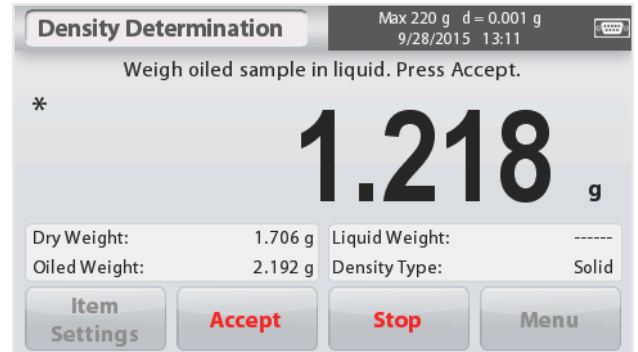 Density Determination
Max 220 g d = 0.001 g
9/28/2015 13:11
Weigh oiled sample in liquid. Press Accept.
*
1.218 g
Dry Weight: 1.706 g Liquid Weight: ------
Oiled Weight: 2.192 g Density Type: Solid
Item
Settings
Accept
Stop
Menu